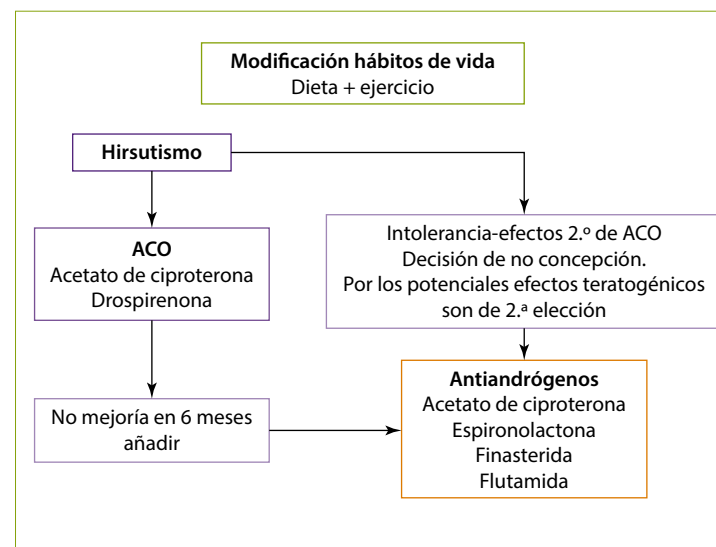 Modificación hábitos de vida
Dieta + ejercicio
Hirsutismo
ACO
Acetato de ciproterona
Drospirenona
Intolerancia-efectos 2.º de ACO
Decisión de no concepción.
Por los potenciales efectos teratogénicos
son de 2.ª elección
No mejoría en 6 meses
añadir
Antiandrógenos
Acetato de ciproterona
Espironolactona
Finasterida
Flutamida